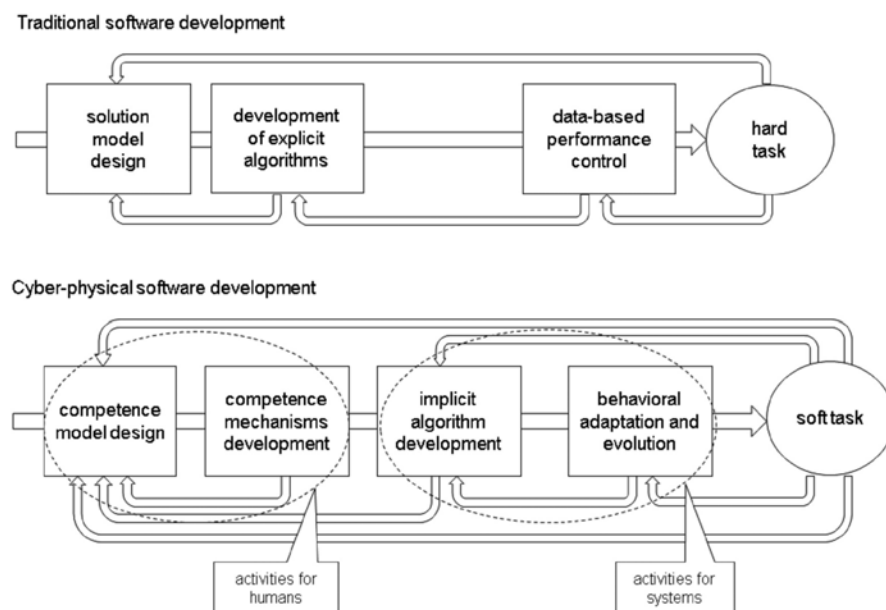 Traditional software development
solution
model
design
development
of explicit
algorithms
data-based
performance
control
hard
task
Cyber-physical software development
competence
model design
competence
mechanisms
development
implicit
algorithm
development
behavioral
adaptation and
evolution
soft task
activities for
humans
activities for
systems